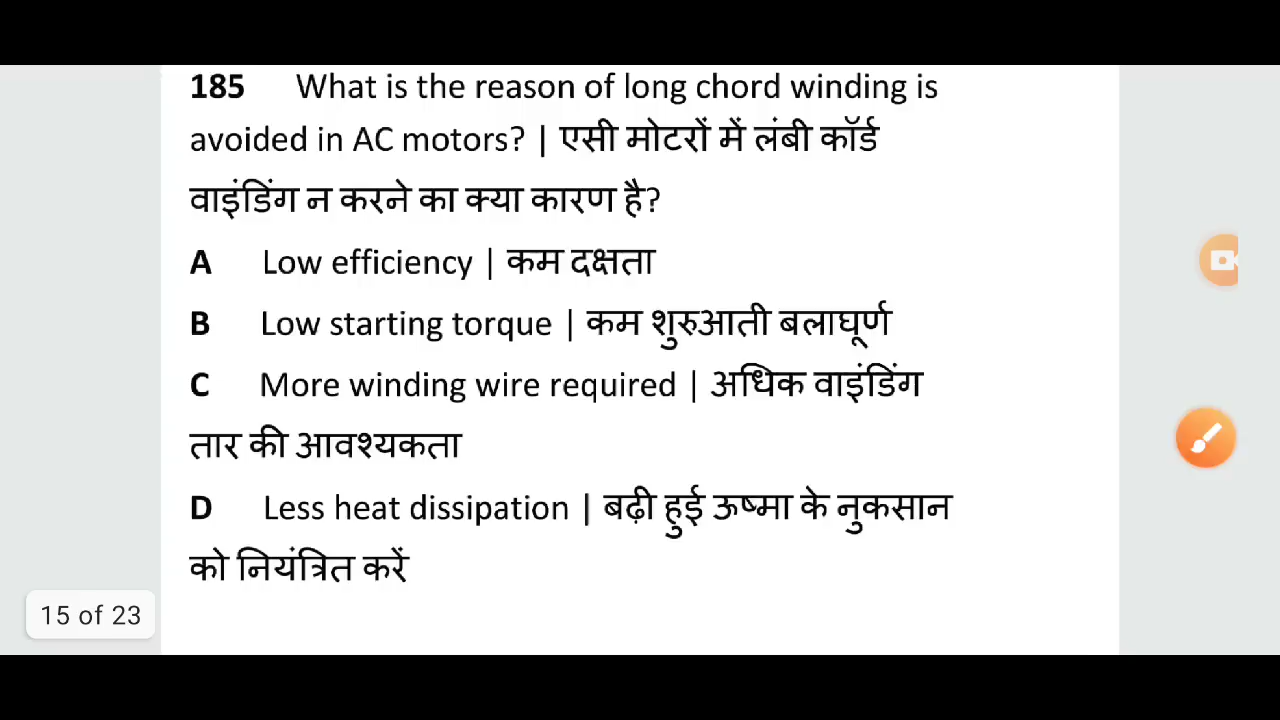 185 What is the reason of long chord winding is
avoided in AC motors? | एसी मोटरों में लंबी कॉर्ड
वाइंडिंग न करने का क्या कारण है?
A Low efficiency | कम दक्षता
B Low starting torque | कम शुरुआती बलाघूर्ण
C More winding wire required | अधिक वाइंडिंग
तार की आवश्यकता
D Less heat dissipation | बढ़ी हुई ऊष्मा के नुकसान
को नियंत्रित करें
15 of 23